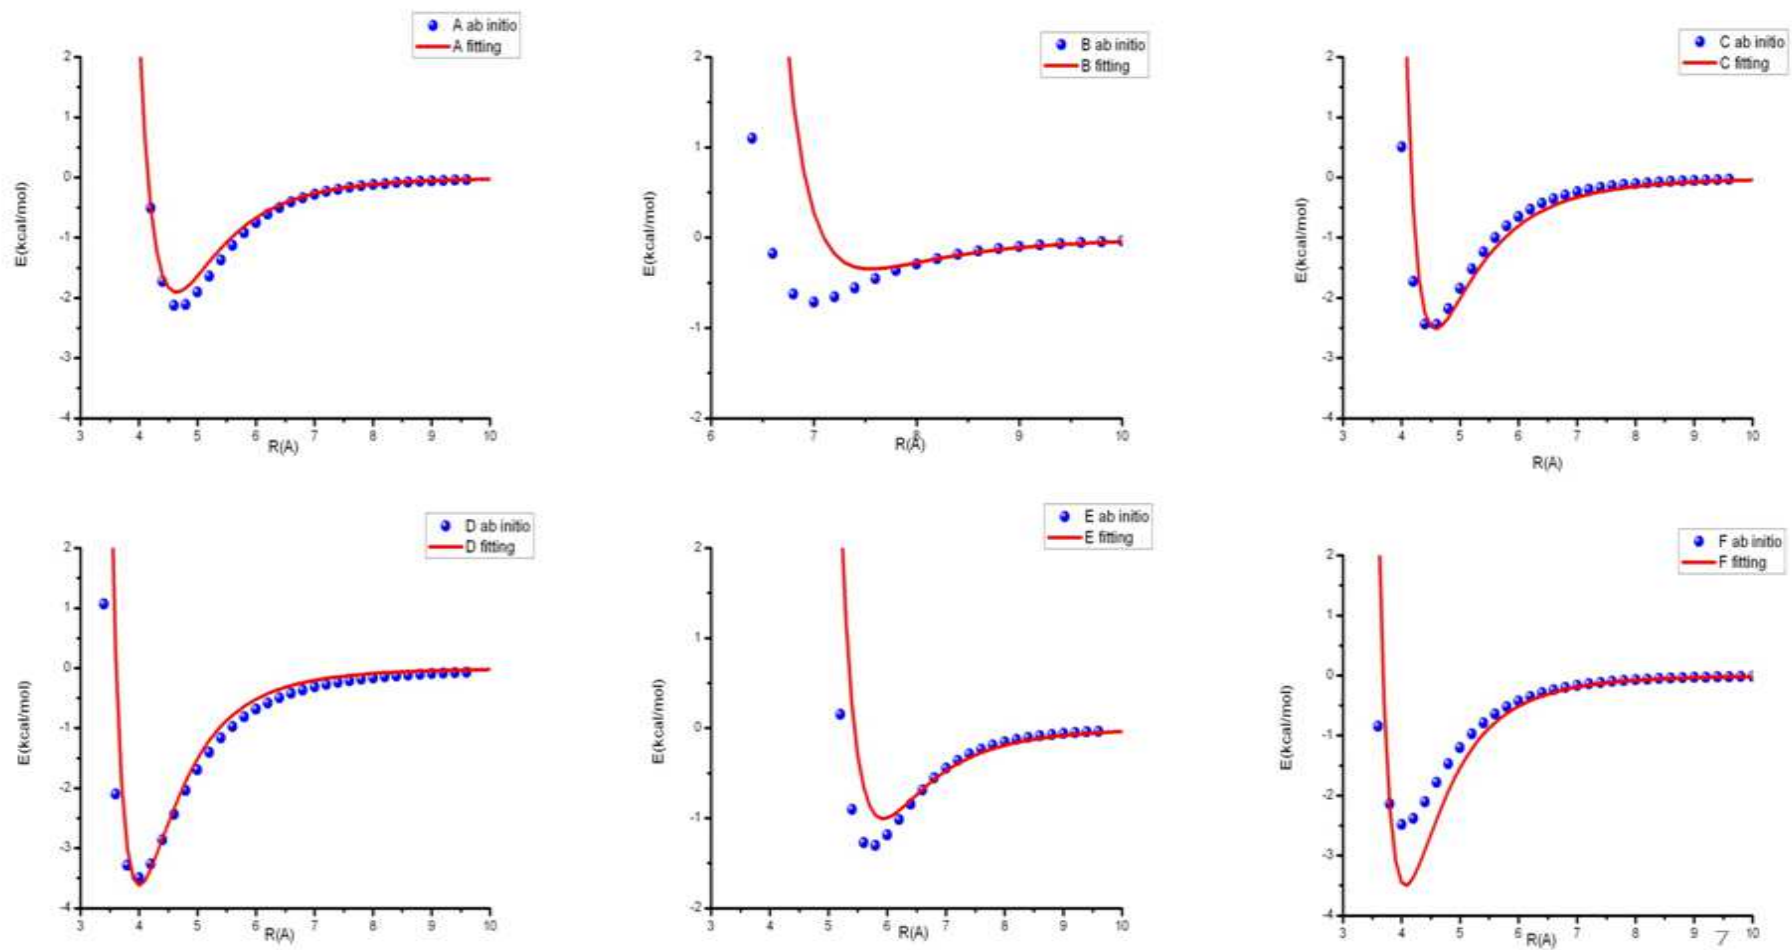 A ab initio
A fitting
2
1
0
-1
-2
-3
-4
E(kcal/mol)
3 4 5 6 7 8 9 10
R(A)
B ab initio
B fitting
2
1
0
-1
-2
E(kcal/mol)
6 7 8 9 10
R(A)
C ab initio
C fitting
2
1
0
-1
-2
-3
-4
E(kcal/mol)
3 4 5 6 7 8 9 10
R(A)
D ab initio
D fitting
2
1
0
-1
-2
-3
-4
E(kcal/mol)
3 4 5 6 7 8 9 10
R(A)
E ab initio
E fitting
2
1
0
-1
-2
E(kcal/mol)
3 4 5 6 7 8 9 10
R(A)
F ab initio
F fitting
2
1
0
-1
-2
-3
-4
E(kcal/mol)
3 4 5 6 7 8 9 10
R(A)
7